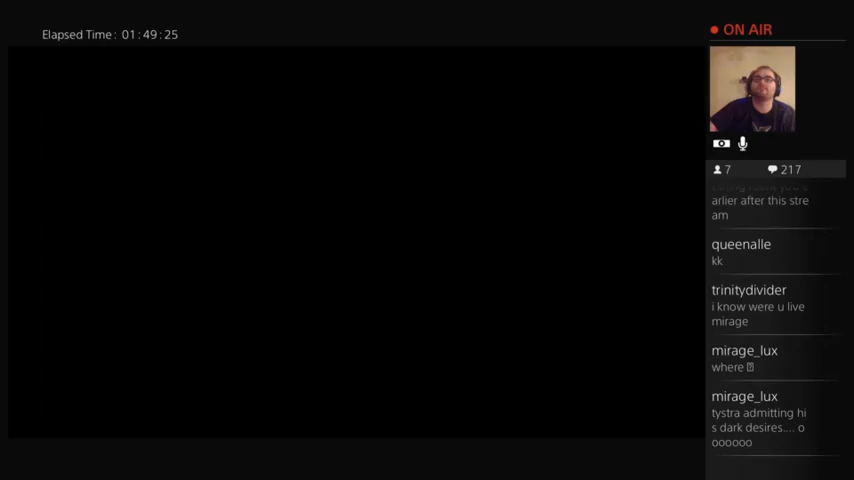 Elapsed Time: 01:49:25
ON AIR
7 217
arlier after this stre
am
queenalle
kk
trinitydivider
i know were u live
mirage
mirage_lux
where
mirage_lux
tystra admitting hi
s dark desires.... o
oooooo